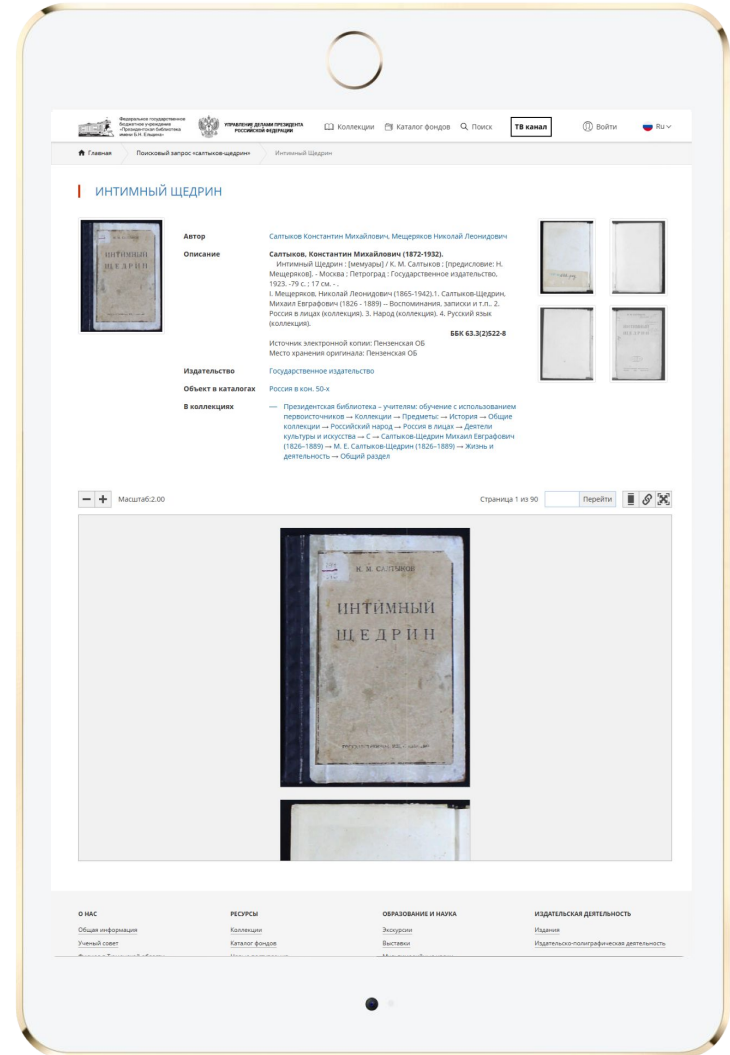 Федеральное государственное
бюджетное учреждение
«Президентская библиотека
имени Б.Н. Ельцина»
УПРАВЛЕНИЕ ДЕЛАМИ ПРЕЗИДЕНТА
РОССИЙСКОЙ ФЕДЕРАЦИИ
Коллекции Каталог фондов Поиск ТВ канал Войти Ru
Главная Поисковый запрос «салтыков-щедрин» Интимный Щедрин
ИНТИМНЫЙ ЩЕДРИН
ИНТИМНЫЙ
ЩЕДРИН
Автор Салтыков Константин Михайлович, Мещеряков Николай Леонидович
Описание Салтыков, Константин Михайлович (1872-1932).
Интимный Щедрин : [мемуары] / К. М. Салтыков ; [предисловие: Н.
Мещеряков]. - Москва ; Петроград : Государственное издательство,
1923. -79 с. ; 17 см. - .
I. Мещеряков, Николай Леонидович (1865-1942).1. Салтыков-Щедрин,
Михаил Евграфович (1826 - 1889) -- Воспоминания, записки и т.п.. 2.
Россия в лицах (коллекция). 3. Народ (коллекция). 4. Русский язык
(коллекция).
ББК 63.3(2)522-8
Источник электронной копии: Пензенская ОБ
Место хранения оригинала: Пензенская ОБ
Издательство Государственное издательство
Объект в каталогах Россия в кон. 50-х
В коллекциях — Президентская библиотека – учителям: обучение с использованием
первоисточников → Коллекции → Предметы: → История → Общие
коллекции → Российский народ → Россия в лицах → Деятели
культуры и искусства → С → Салтыков-Щедрин Михаил Евграфович
(1826–1889) → М. Е. Салтыков-Щедрин (1826–1889) → Жизнь и
деятельность → Общий раздел
Масштаб:2.00 Страница 1 из 90 Перейти
К. М. САЛТЫКОВ
ИНТИМНЫЙ
ЩЕДРИН
О НАС РЕСУРСЫ ОБРАЗОВАНИЕ И НАУКА ИЗДАТЕЛЬСКАЯ ДЕЯТЕЛЬНОСТЬ
Общая информация Коллекции Экскурсии Издания
Ученый совет Каталог фондов Выставки Издательско-полиграфическая деятельность